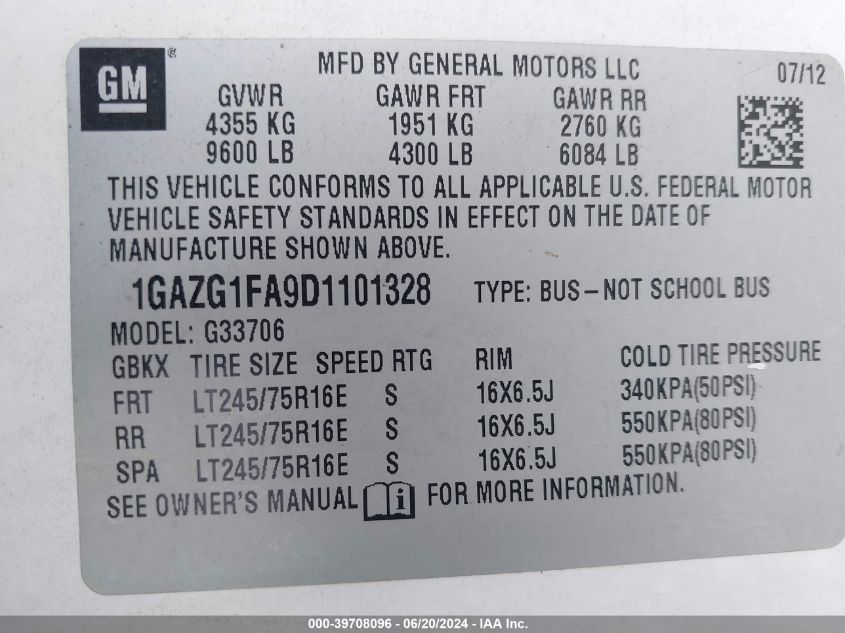 GM®
MFD BY GENERAL MOTORS LLC 07/12
GVWR GAWR FRT GAWR RR
4355 KG 1951 KG 2760 KG
9600 LB 4300 LB 6084 LB
THIS VEHICLE CONFORMS TO ALL APPLICABLE U.S. FEDERAL MOTOR
VEHICLE SAFETY STANDARDS IN EFFECT ON THE DATE OF
MANUFACTURE SHOWN ABOVE.
1GAZG1FA9D1101328 TYPE: BUS–NOT SCHOOL BUS
MODEL: G33706
GBKX TIRE SIZE SPEED RTG RIM COLD TIRE PRESSURE
FRT LT245/75R16E S 16X6.5J 340KPA(50PSI)
RR LT245/75R16E S 16X6.5J 550KPA(80PSI)
SPA LT245/75R16E S 16X6.5J 550KPA(80PSI)
SEE OWNER'S MANUAL i FOR MORE INFORMATION.
000-39708096 - 06/20/2024 - IAA Inc.